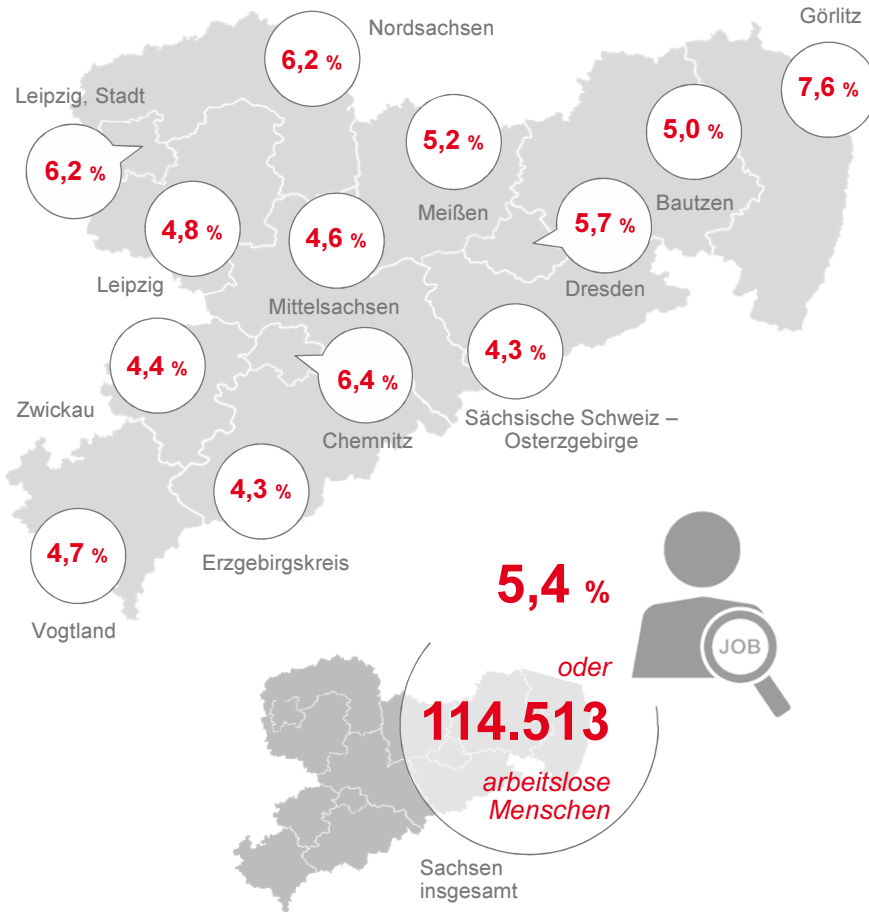 Görlitz
7,6 %
Nordsachsen
6,2 %
Leipzig, Stadt
6,2 %
5,2 %
Meißen
5,0 %
Bautzen
4,8 %
Leipzig
4,6 %
Mittelsachsen
5,7 %
Dresden
4,4 %
Zwickau
6,4 %
Chemnitz
4,3 %
Sächsische Schweiz –
Osterzgebirge
4,3 %
Erzgebirgskreis
4,7 %
Vogtland
5,4 %
oder
114.513
arbeitslose
Menschen
JOB
Sachsen
insgesamt